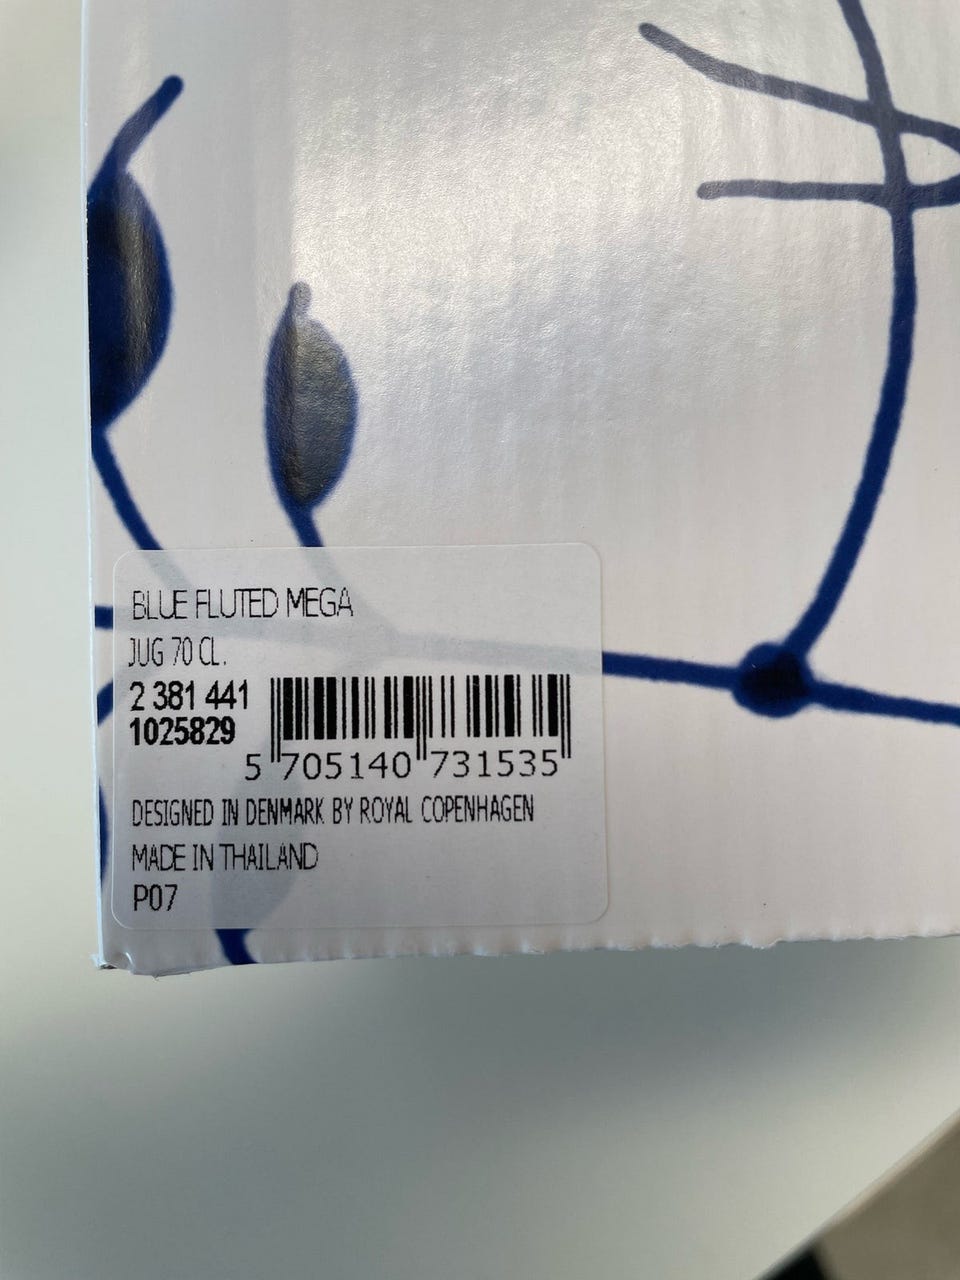 BLUE FLUTED MEGA
JUG 70 CL.
2 381 441
1025829
5 705140 731535
DESIGNED IN DENMARK BY ROYAL COPENHAGEN
MADE IN THAILAND
P07